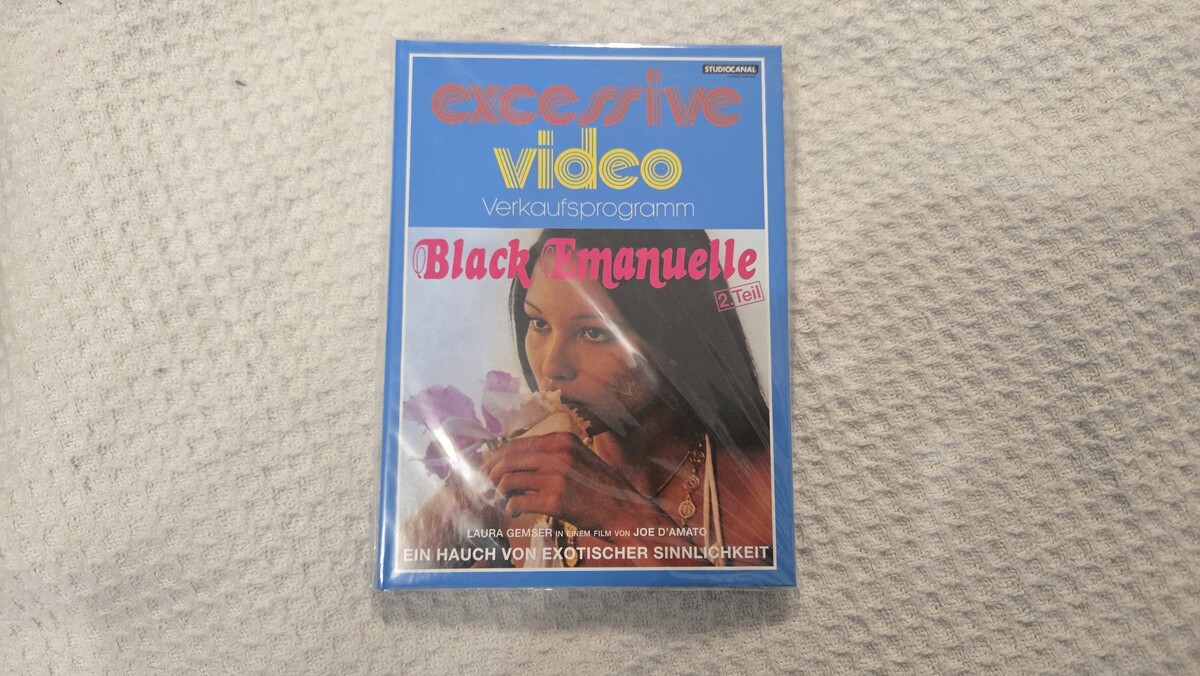 STUDIOCANAL
excessive
video
Verkaufsprogramm
Black Emanuelle
2. Teil
LAURA GEMSER IN EINEM FILM VON JOE D'AMATO
EIN HAUCH VON EXOTISCHER SINNLICHKEIT